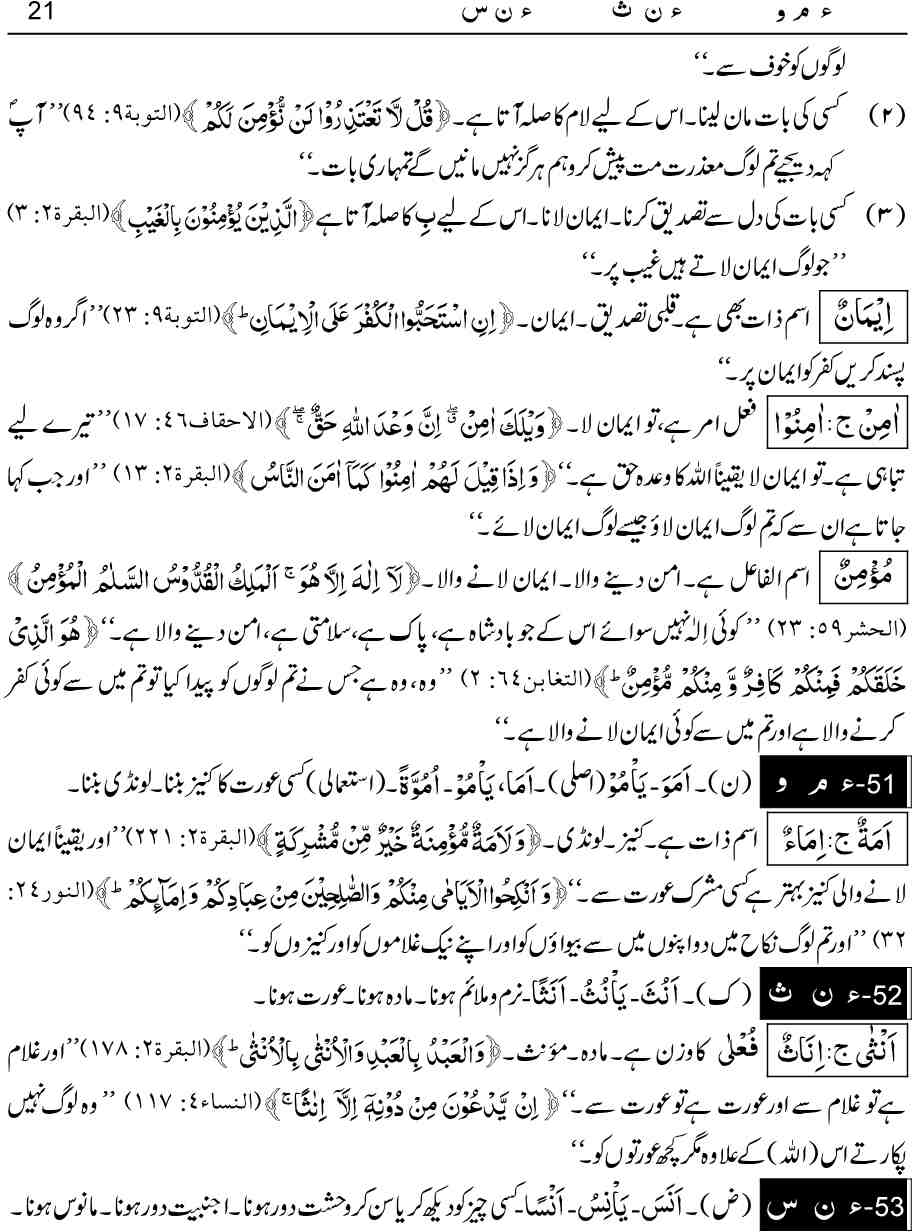 21 ء م و ء ن ث ء ن س
لوگوں کو خوف سے۔‘‘
(۲) کسی کی بات مان لینا۔ اس کے لیے لام کا صلہ آتا ہے۔ ﴿قُلْ لَّا تَعْتَذِرُوْا لَنْ نُّؤْمِنَ لَكُمْ﴾ (التوبة۹: ۹۴) ’’آپؐ
کہہ دیجیے تم لوگ معذرت مت پیش کرو ہم ہرگز نہیں مانیں گے تمہاری بات۔‘‘
(۳) کسی بات کی دل سے تصدیق کرنا۔ ایمان لانا۔ اس کے لیے بِ کا صلہ آتا ہے ﴿الَّذِيْنَ يُؤْمِنُوْنَ بِالْغَيْبِ﴾ (البقرة۲: ۳)
’’جو لوگ ایمان لاتے ہیں غیب پر۔‘‘
اِيْمَانٌ اسم ذات بھی ہے۔ قلبی تصدیق۔ ایمان۔ ﴿اِنِ اسْتَحَبُّوا الْكُفْرَ عَلَى الْاِيْمَانِ ؕ﴾ (التوبة۹: ۲۳) ’’اگر وہ لوگ
پسند کریں کفر کو ایمان پر۔‘‘
اٰمِنْ ج: اٰمِنُوْا فعل امر ہے، تو ایمان لا۔ ﴿وَيْلَكَ اٰمِنْ ۖۗ اِنَّ وَعْدَ اللّٰهِ حَقٌّ ۚۖ﴾ (الاحقاف۴۶: ۱۷) ’’تیرے لیے
تباہی ہے۔ تو ایمان لا یقیناً اللہ کا وعدہ حق ہے۔‘‘ ﴿وَاِذَا قِيْلَ لَهُمْ اٰمِنُوْا كَمَآ اٰمَنَ النَّاسُ﴾ (البقرة۲: ۱۳) ’’اور جب کہا
جاتا ہے ان سے کہ تم لوگ ایمان لاؤ جیسے لوگ ایمان لائے۔‘‘
مُؤْمِنٌ اسم الفاعل ہے۔ امن دینے والا۔ ایمان لانے والا۔ ﴿لَآ اِلٰهَ اِلَّا هُوَ ۚ اَلْمَلِكُ الْقُدُّوْسُ السَّلٰمُ الْمُؤْمِنُ﴾
(الحشر۵۹: ۲۳) ’’کوئی اِلٰہ نہیں سوائے اس کے جو بادشاہ ہے، پاک ہے، سلامتی ہے، امن دینے والا ہے۔‘‘ ﴿هُوَ الَّذِيْ
خَلَقَكُمْ فَمِنْكُمْ كَافِرٌ وَّ مِنْكُمْ مُّؤْمِنٌ ؕ﴾ (التغابن۶۴: ۲) ’’وہ، وہ ہے جس نے تم لوگوں کو پیدا کیا تو تم میں سے کوئی کفر
کرنے والا ہے اور تم میں سے کوئی ایمان لانے والا ہے۔‘‘
51-ء م و (ن)۔ اَمَوَ۔ يَأْمُوْ (اصلی)۔ اَمَا، يَأْمُوْ۔ اُمُوَّةً۔ (استعمالی) کسی عورت کا کنیز بننا۔ لونڈی بننا۔
اَمَةٌ ج: اِمَاءٌ اسم ذات ہے۔ کنیز۔ لونڈی۔ ﴿وَلَاَمَةٌ مُّؤْمِنَةٌ خَيْرٌ مِّنْ مُّشْرِكَةٍ﴾ (البقرة۲: ۲۲۱) ’’اور یقیناً ایمان
لانے والی کنیز بہتر ہے کسی مشرک عورت سے۔‘‘ ﴿وَ اَنْكِحُوا الْاَيَامٰى مِنْكُمْ وَالصّٰلِحِيْنَ مِنْ عِبَادِكُمْ وَاِمَآئِكُمْ ؕ﴾ (النور۲۴:
۳۲) ’’اور تم لوگ نکاح میں دو اپنوں میں سے بیواؤں کو اور اپنے نیک غلاموں کو اور کنیزوں کو۔‘‘
52-ء ن ث (ک)۔ اَنُثَ۔ يَأْنُثُ۔ اَنَثًا۔ نرم و ملائم ہونا۔ مادہ ہونا۔ عورت ہونا۔
اُنْثٰى ج: اِنَاثٌ فُعْلٰى کا وزن ہے۔ مادہ۔ مؤنث۔ ﴿وَالْعَبْدُ بِالْعَبْدِ وَالْاُنْثٰى بِالْاُنْثٰى ؕ﴾ (البقرة۲: ۱۷۸) ’’اور غلام
ہے تو غلام سے اور عورت ہے تو عورت سے۔‘‘ ﴿اِنْ يَّدْعُوْنَ مِنْ دُوْنِهٖٓ اِلَّآ اِنٰثًا ۚ﴾ (النساء۴: ۱۱۷) ’’وہ لوگ نہیں
پکارتے اس (اللہ) کے علاوہ مگر کچھ عورتوں کو۔‘‘
53-ء ن س (ض)۔ اَنَسَ۔ يَأْنِسُ۔ اَنْسًا۔ کسی چیز کو دیکھ کر یا سن کر وحشت دور ہونا۔ اجنبیت دور ہونا۔ مانوس ہونا۔